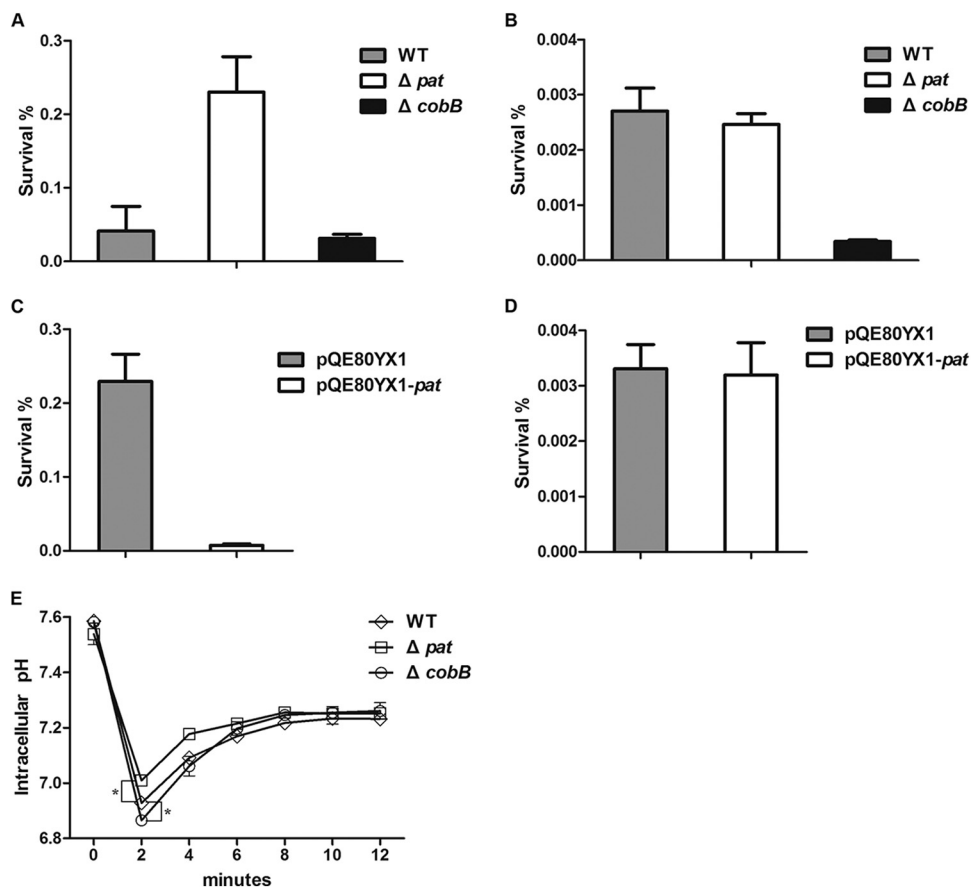 A
Survival %
0.3
0.2
0.1
0.0
WT
Δ pat
Δ cobB
B
Survival %
0.004
0.003
0.002
0.001
0.000
WT
Δ pat
Δ cobB
C
Survival %
0.3
0.2
0.1
0.0
pQE80YX1
pQE80YX1-pat
D
Survival %
0.004
0.003
0.002
0.001
0.000
pQE80YX1
pQE80YX1-pat
E
Intracellular pH
7.6
7.4
7.2
7.0
6.8
WT
Δ pat
Δ cobB
*
*
0 2 4 6 8 10 12
minutes